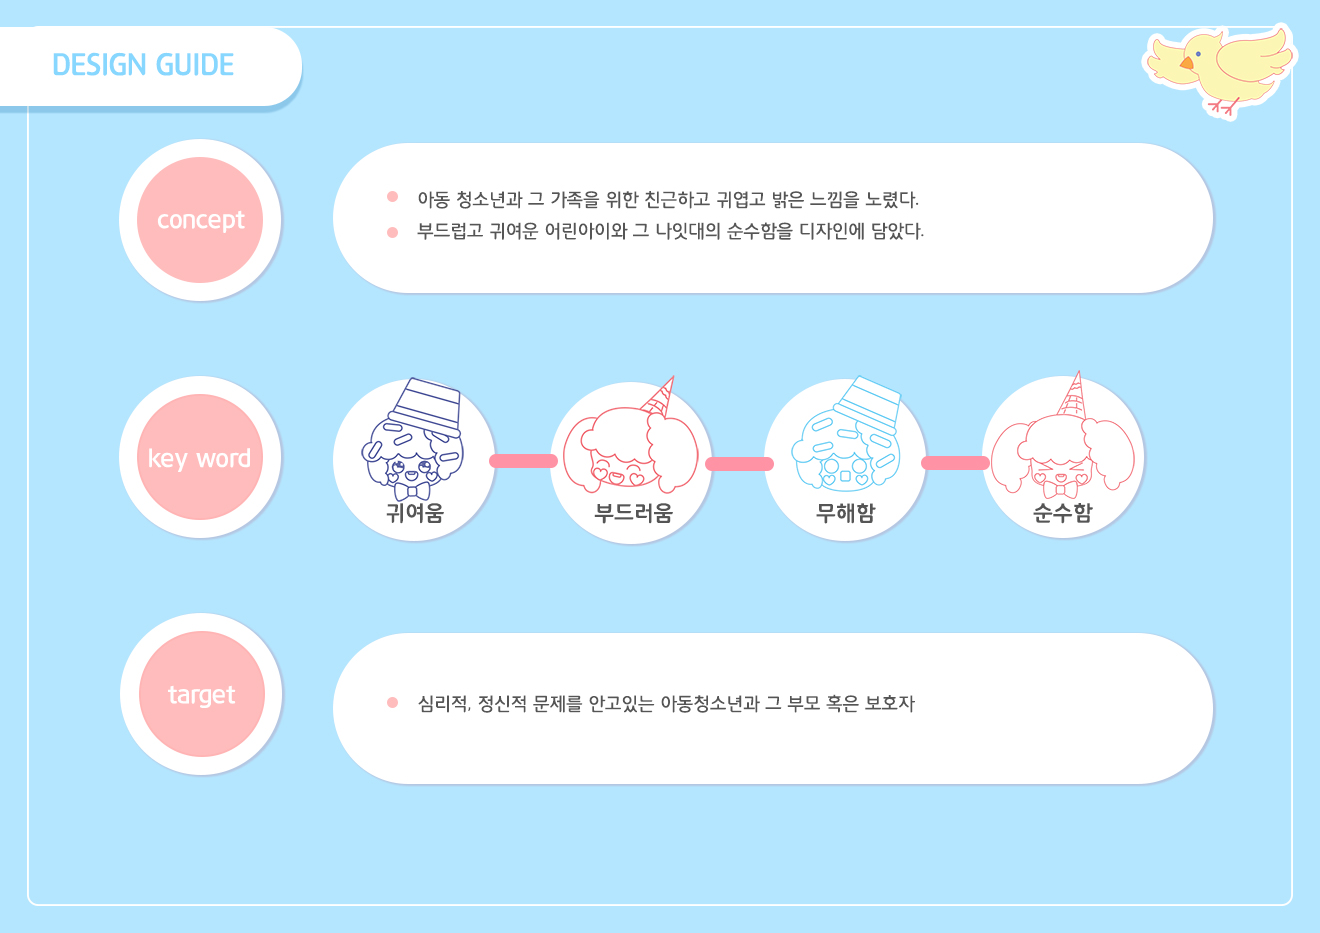 DESIGN GUIDE
concept
아동 청소년과 그 가족을 위한 친근하고 귀엽고 밝은 느낌을 노렸다.
부드럽고 귀여운 어린아이와 그 나잇대의 순수함을 디자인에 담았다.
key word
귀여움
부드러움
무해함
순수함
target
심리적, 정신적 문제를 안고있는 아동청소년과 그 부모 혹은 보호자